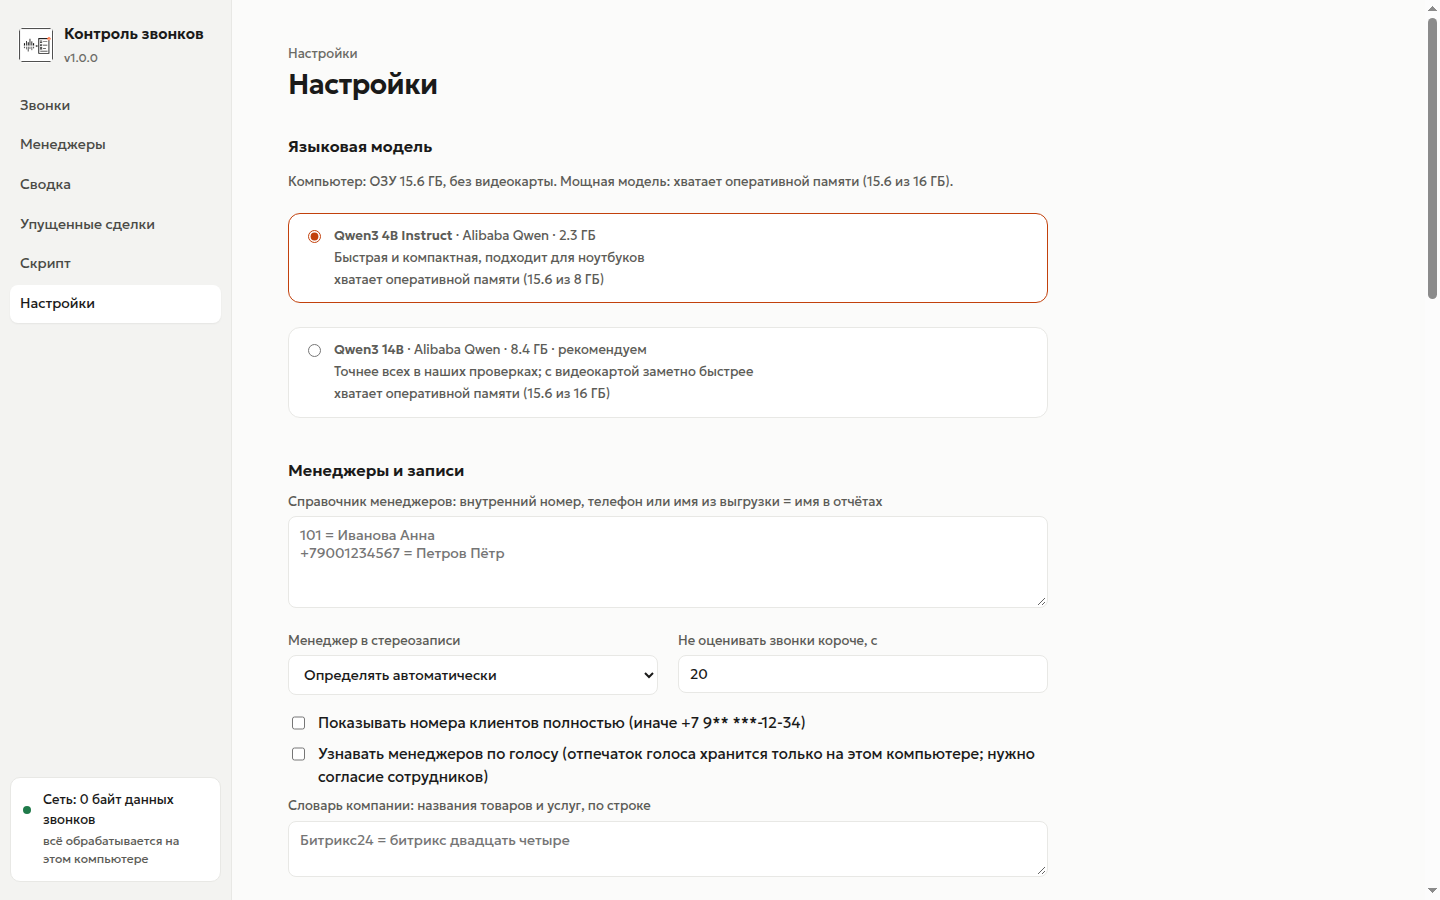 Контроль звонков
v1.0.0
Звонки
Менеджеры
Сводка
Упущенные сделки
Скрипт
Настройки
Сеть: 0 байт данных
звонков
всё обрабатывается на
этом компьютере
Настройки
Настройки
Языковая модель
Компьютер: ОЗУ 15.6 ГБ, без видеокарты. Мощная модель: хватает оперативной памяти (15.6 из 16 ГБ).
Qwen3 4B Instruct · Alibaba Qwen · 2.3 ГБ
Быстрая и компактная, подходит для ноутбуков
хватает оперативной памяти (15.6 из 8 ГБ)
Qwen3 14B · Alibaba Qwen · 8.4 ГБ · рекомендуем
Точнее всех в наших проверках; с видеокартой заметно быстрее
хватает оперативной памяти (15.6 из 16 ГБ)
Менеджеры и записи
Справочник менеджеров: внутренний номер, телефон или имя из выгрузки = имя в отчётах
101 = Иванова Анна
+79001234567 = Петров Пётр
Менеджер в стереозаписи
Определять автоматически
Не оценивать звонки короче, с
20
Показывать номера клиентов полностью (иначе +7 9** ***-12-34)
Узнавать менеджеров по голосу (отпечаток голоса хранится только на этом компьютере; нужно
согласие сотрудников)
Словарь компании: названия товаров и услуг, по строке
Битрикс24 = битрикс двадцать четыре